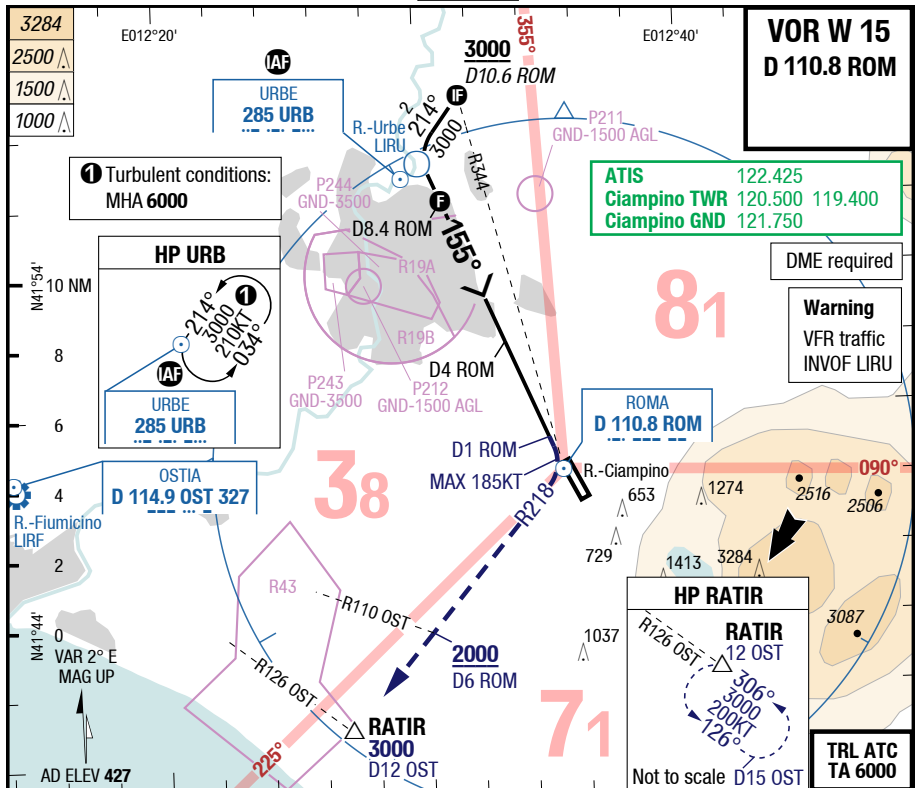 3284
2500
1500
1000
E012°20'
E012°40'
VOR W 15
D 110.8 ROM
3000
D10.6 ROM
355°
IAF
URBE
285 URB
IF
2
214°
3000
R.-Urbe
LIRU
P211
GND-1500 AGL
R344
1 Turbulent conditions:
MHA 6000
ATIS 122.425
Ciampino TWR 120.500 119.400
Ciampino GND 121.750
P244
GND-3500
F
D8.4 ROM
155°
HP URB
214°
3000
210KT
034°
1
IAF
URBE
285 URB
N41°54'
10 NM
8
6
4
2
0
N41°44'
R19A
R19B
P243
GND-3500
P212
GND-1500 AGL
DME required
Warning
VFR traffic
INVOF LIRU
81
D4 ROM
ROMA
D 110.8 ROM
D1 ROM
MAX 185KT
R.-Ciampino
090°
OSTIA
D 114.9 OST 327
R.-Fiumicino
LIRF
38
R218
653
729
1274
2516
2506
1413
3284
3087
1037
R43
R110 OST
R126 OST
2000
D6 ROM
RATIR
3000
D12 OST
225°
71
HP RATIR
R126 OST
RATIR
12 OST
306°
3000
200KT
126°
Not to scale
D15 OST
VAR 2° E
MAG UP
AD ELEV 427
TRL ATC
TA 6000